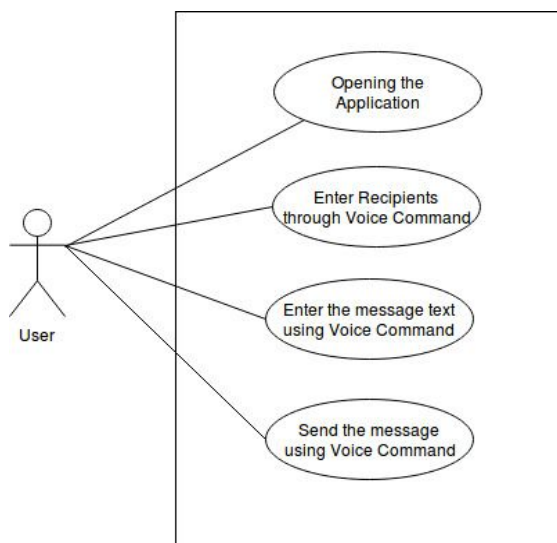 Opening the
Application
Enter Recipients
through Voice Command
User
Enter the message text
using Voice Command
Send the message
using Voice Command